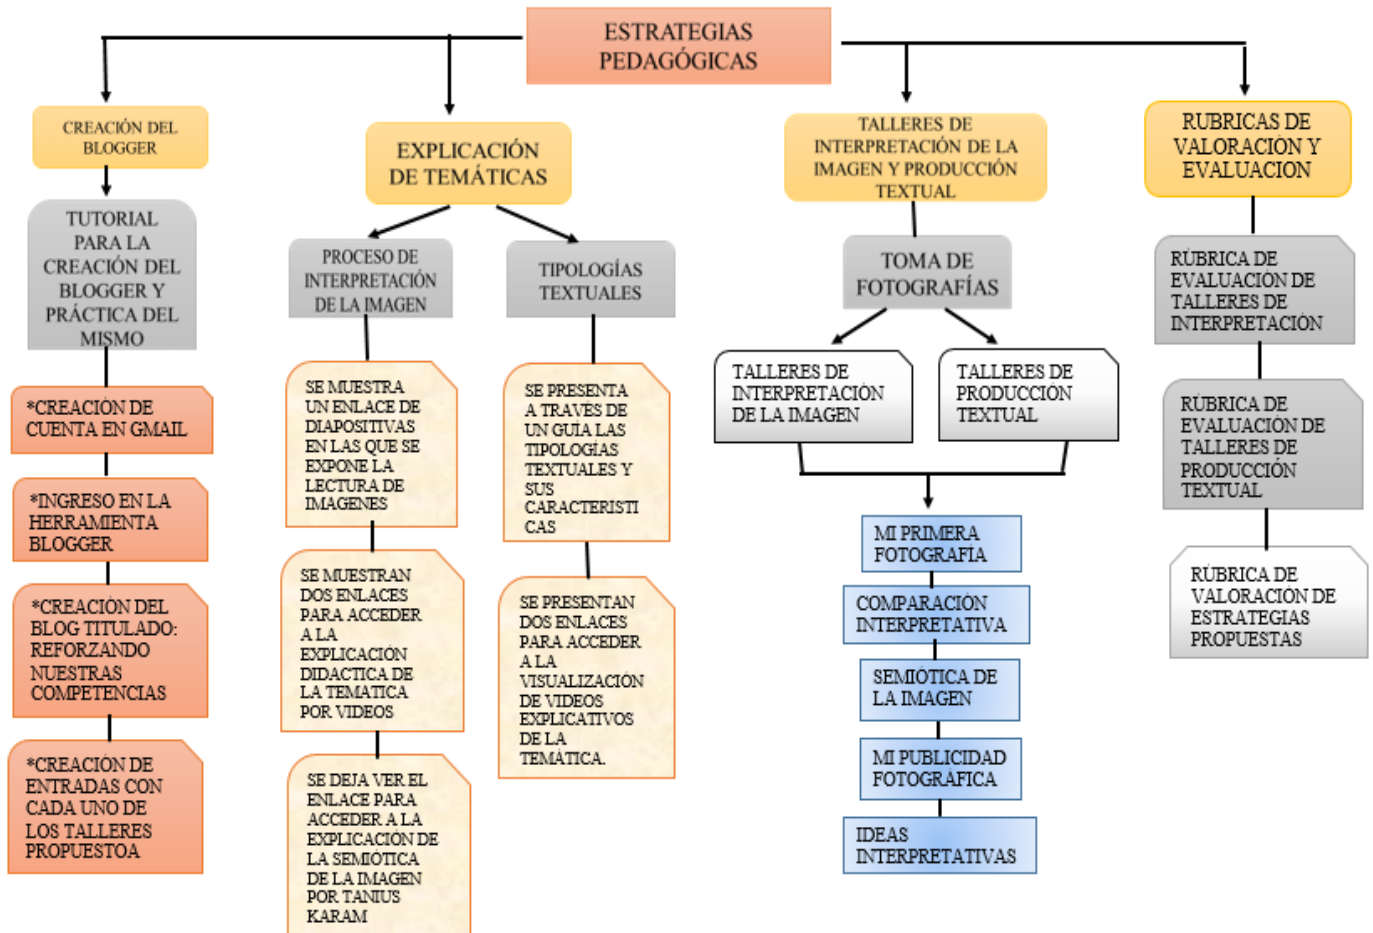 ESTRATEGIAS
PEDAGÓGICAS
CREACIÓN DEL
BLOGGER
TUTORIAL
PARA LA
CREACIÓN DEL
BLOGGER Y
PRÁCTICA DEL
MISMO
*CREACIÓN DE
CUENTA EN GMAIL
*INGRESO EN LA
HERRAMIENTA
BLOGGER
*CREACIÓN DEL
BLOG TITULADO:
REFORZANDO
NUESTRAS
COMPETENCIAS
*CREACIÓN DE
ENTRADAS CON
CADA UNO DE
LOS TALLERES
PROPUESTOA
EXPLICACIÓN
DE TEMÁTICAS
PROCESO DE
INTERPRETACIÓN
DE LA IMAGEN
SE MUESTRA
UN ENLACE DE
DIAPOSITIVAS
EN LAS QUE SE
EXPONE LA
LECTURA DE
IMAGENES
SE MUESTRAN
DOS ENLACES
PARA ACCEDER
A LA
EXPLICACIÓN
DIDACTICA DE
LA TEMATICA
POR VIDEOS
SE DEJA VER EL
ENLACE PARA
ACCEDER A LA
EXPLICACIÓN DE
LA SEMIÓTICA
DE LA IMAGEN
POR TANIUS
KARAM
TIPOLOGÍAS
TEXTUALES
SE PRESENTA
A TRAVÉS DE
UN GUÍA LAS
TIPOLOGÍAS
TEXTUALES Y
SUS
CARACTERÍSTI
CAS
SE PRESENTAN
DOS ENLACES
PARA ACCEDER
A LA
VISUALIZACIÓN
DE VIDEOS
EXPLICATIVOS
DE LA
TEMÁTICA.
TALLERES DE
INTERPRETACIÓN DE LA
IMAGEN Y PRODUCCIÓN
TEXTUAL
TOMA DE
FOTOGRAFÍAS
TALLERES DE
INTERPRETACIÓN
DE LA IMAGEN
TALLERES DE
PRODUCCIÓN
TEXTUAL
MI PRIMERA
FOTOGRAFÍA
COMPARACIÓN
INTERPRETATIVA
SEMIÓTICA DE
LA IMAGEN
MI PUBLICIDAD
FOTOGRÁFICA
IDEAS
INTERPRETATIVAS
RUBRICAS DE
VALORACIÓN Y
EVALUACION
RÚBRICA DE
EVALUACIÓN DE
TALLERES DE
INTERPRETACIÓN
RÚBRICA DE
EVALUACIÓN DE
TALLERES DE
PRODUCCIÓN
TEXTUAL
RÚBRICA DE
VALORACIÓN DE
ESTRATEGIAS
PROPUESTAS